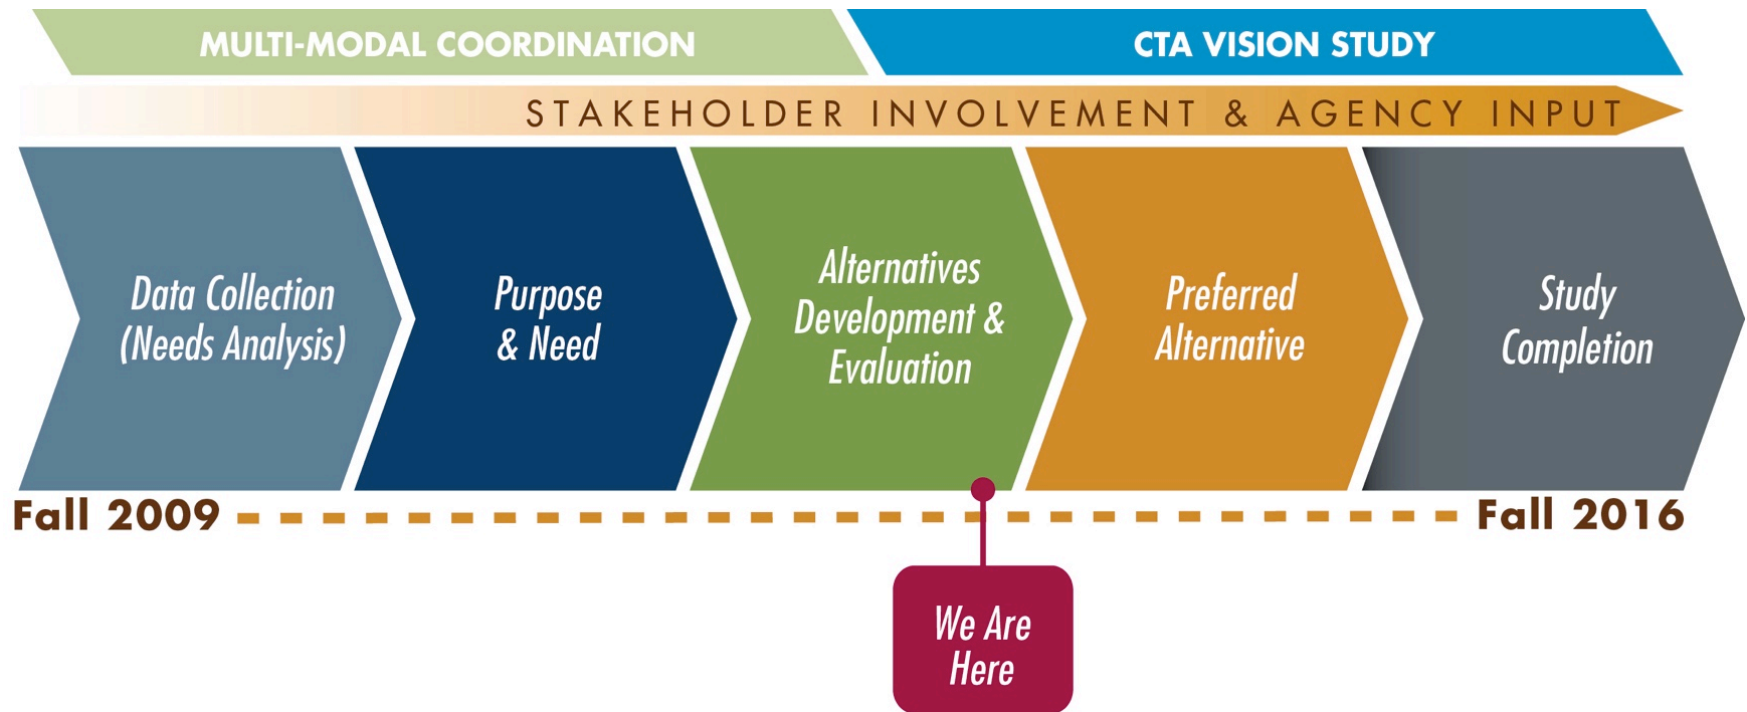 MULTI-MODAL COORDINATION
CTA VISION STUDY
STAKEHOLDER INVOLVEMENT & AGENCY INPUT
Data Collection
(Needs Analysis)
Purpose
& Need
Alternatives
Development &
Evaluation
Preferred
Alternative
Study
Completion
Fall 2009
Fall 2016
We Are
Here